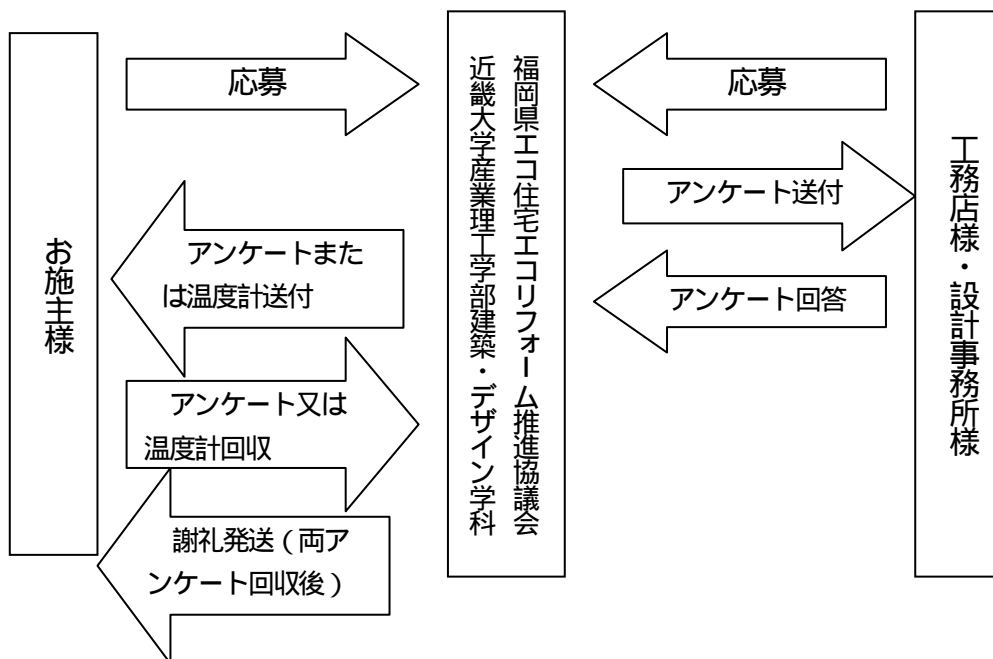 お施主様
応募
アンケートまた
は温度計送付
アンケート又は
温度計回収
謝礼発送（両ア
ンケート回収後）
福岡県エコ住宅エコリフォーム推進協議会
近畿大学産業理工学部建築・デザイン学科
応募
アンケート送付
アンケート回答
工務店様・設計事務所様